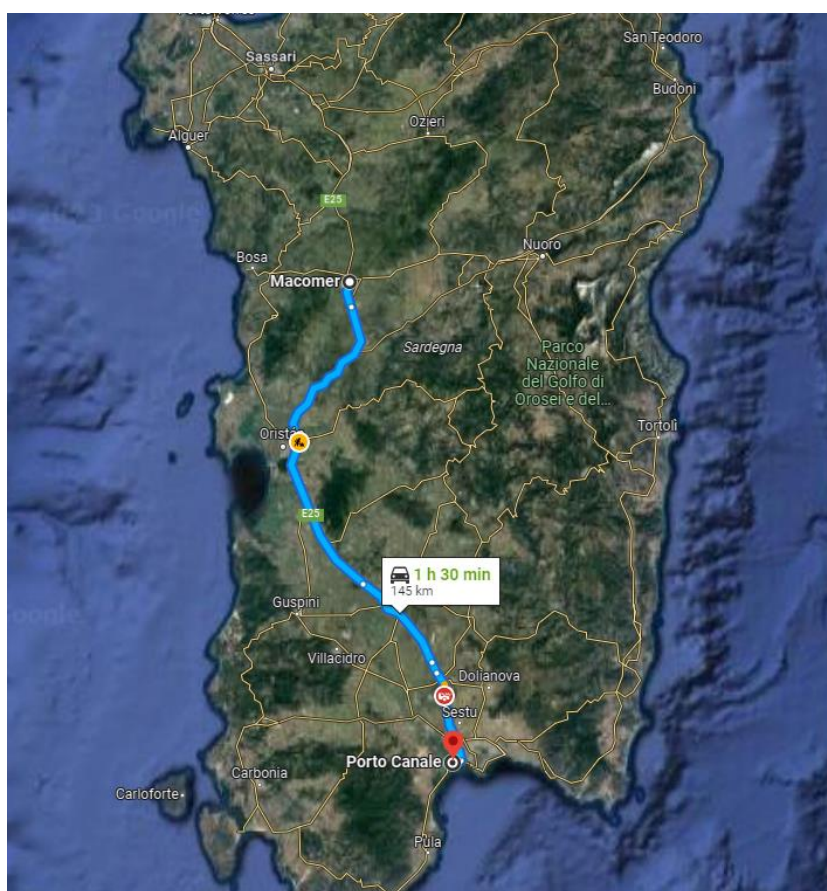 San Teodoro
Sassari
Budoni
Ozieri
Alguer
E25
Nuoro
Bosa
Macomer
Sardegna
Parco
Nazionale
del Golfo di
Orosei e del...
Tortolì
E25
1 h 30 min
145 km
Guspini
Villacidro
Dolianova
Sestu
Porto Canale
Carbonia
Carloforte
Pula